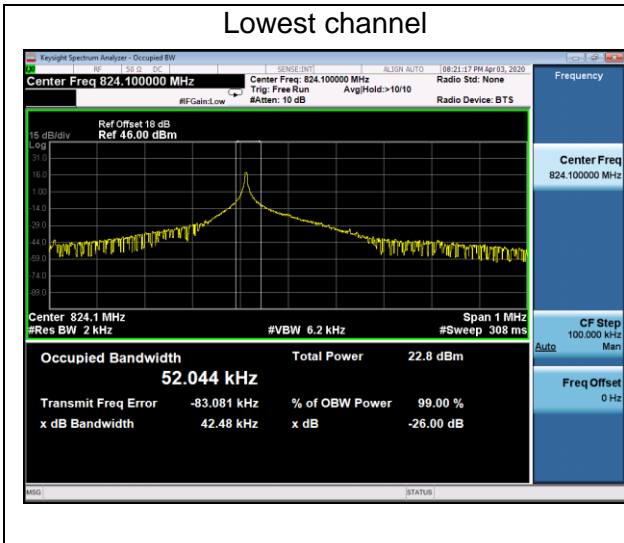 Lowest channel
Keysight Spectrum Analyzer - Occupied BW
RF 50 Ω DC SENSE:INT ALIGN AUTO 08:21:17 PM Apr 03, 2020
Center Freq 824.100000 MHz Center Freq: 824.100000 MHz Radio Std: None Frequency
Trig: Free Run Avg|Hold:>10/10
#IFGain:Low #Atten: 10 dB Radio Device: BTS
Ref Offset 18 dB
15 dB/div Ref 46.00 dBm
Log
31.0
16.0
1.00
-14.0
-29.0
-44.0
-59.0
-74.0
-89.0
Center Freq
824.100000 MHz
Center 824.1 MHz Span 1 MHz
#Res BW 2 kHz #VBW 6.2 kHz #Sweep 308 ms
CF Step
100.000 kHz
Auto Man
Occupied Bandwidth Total Power 22.8 dBm
52.044 kHz
Freq Offset
0 Hz
Transmit Freq Error -83.081 kHz % of OBW Power 99.00 %
x dB Bandwidth 42.48 kHz x dB -26.00 dB
MSG STATUS